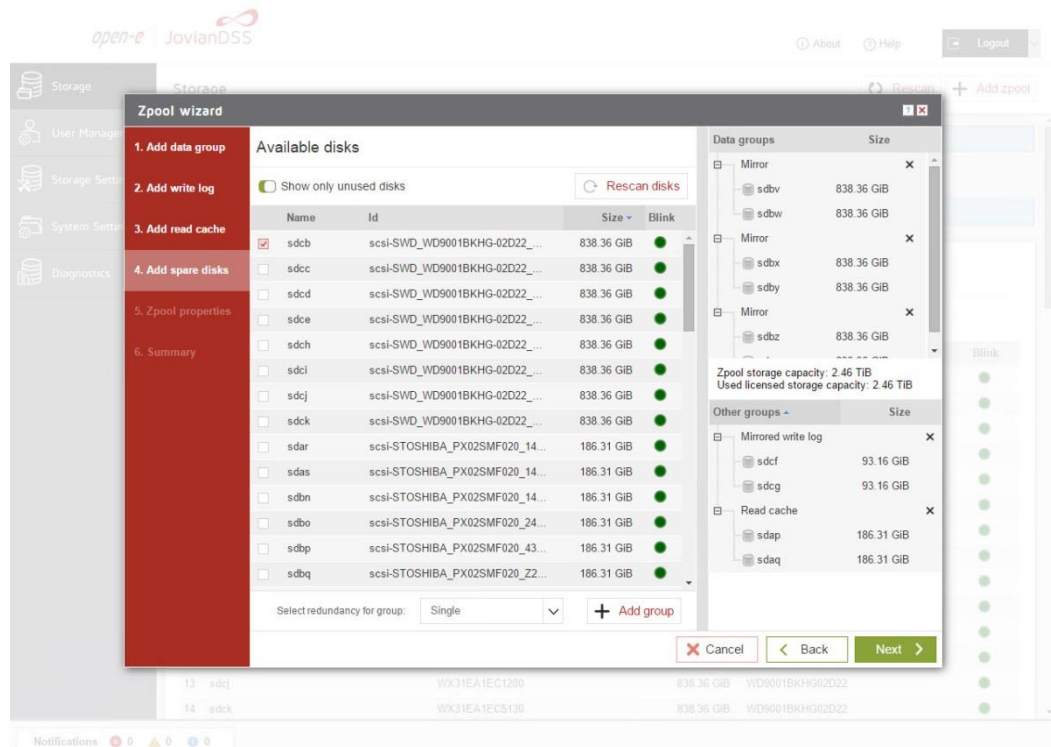 open-e JovianDSS
About Help Logout
Storage
User Manage
Storage Settin
System Settin
Diagnostics
Storage
Rescan + Add zpool
Zpool wizard
1. Add data group
2. Add write log
3. Add read cache
4. Add spare disks
5. Zpool properties
6. Summary
Available disks
Show only unused disks
Rescan disks
Name Id Size Blink
sdcb scsi-SWD_WD9001BKHG-02D22_... 838.36 GiB
sdcc scsi-SWD_WD9001BKHG-02D22_... 838.36 GiB
sdcd scsi-SWD_WD9001BKHG-02D22_... 838.36 GiB
sdce scsi-SWD_WD9001BKHG-02D22_... 838.36 GiB
sdch scsi-SWD_WD9001BKHG-02D22_... 838.36 GiB
sdci scsi-SWD_WD9001BKHG-02D22_... 838.36 GiB
sdcj scsi-SWD_WD9001BKHG-02D22_... 838.36 GiB
sdck scsi-SWD_WD9001BKHG-02D22_... 838.36 GiB
sdar scsi-STOSHIBA_PX02SMF020_14... 186.31 GiB
sdas scsi-STOSHIBA_PX02SMF020_14... 186.31 GiB
sdbn scsi-STOSHIBA_PX02SMF020_14... 186.31 GiB
sdbo scsi-STOSHIBA_PX02SMF020_24... 186.31 GiB
sdbp scsi-STOSHIBA_PX02SMF020_43... 186.31 GiB
sdbq scsi-STOSHIBA_PX02SMF020_Z2... 186.31 GiB
Select redundancy for group: Single + Add group
Data groups Size
Mirror
sdbv 838.36 GiB
sdbw 838.36 GiB
Mirror
sdbx 838.36 GiB
sdby 838.36 GiB
Mirror
sdbz 838.36 GiB
Zpool storage capacity: 2.46 TiB
Used licensed storage capacity: 2.46 TiB
Other groups Size
Mirrored write log
sdcf 93.16 GiB
sdcg 93.16 GiB
Read cache
sdap 186.31 GiB
sdaq 186.31 GiB
Cancel Back Next
Blink
13 sdcj WX31EA1EC1200 838.36 GiB WD9001BKHG02D22
14 sdck WX31EA1EC5130 838.36 GiB WD9001BKHG02D22
Notifications 0 0 0